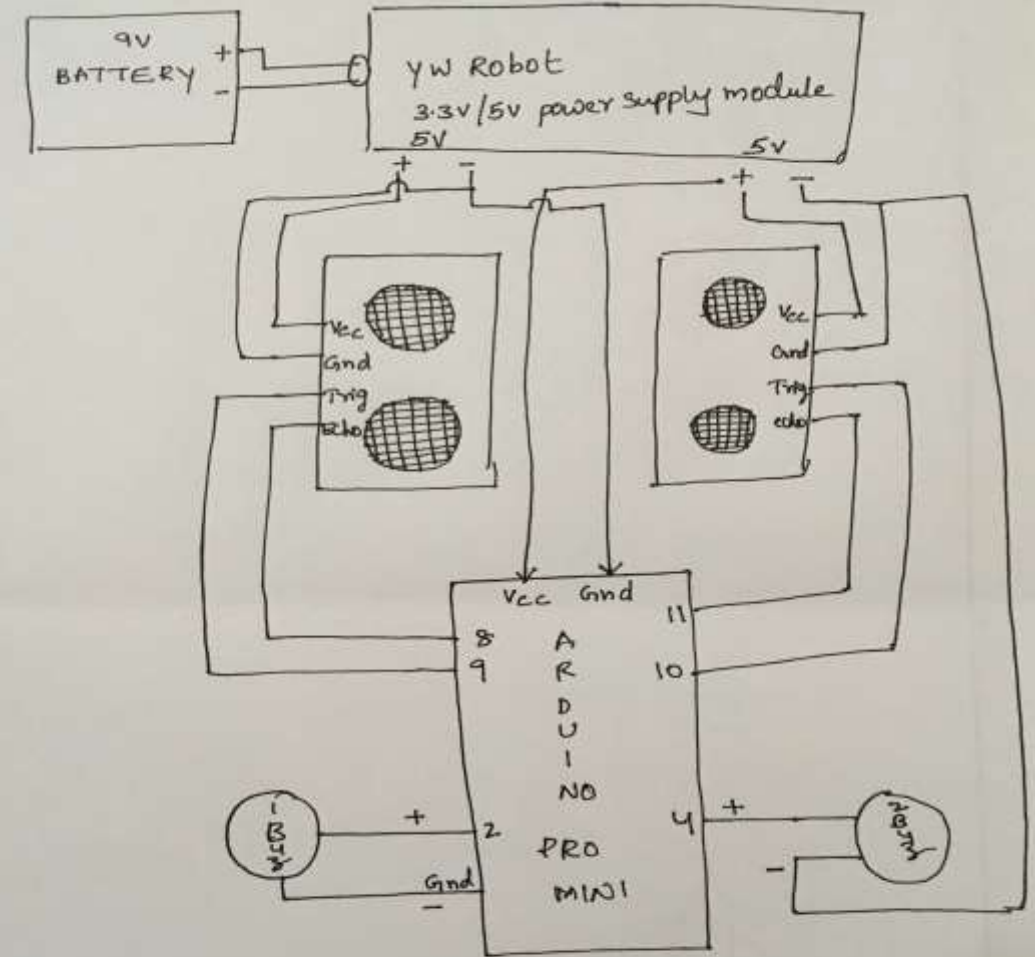 9V
BATTERY
+
-
YW ROBOT
3.3V/5V power supply module
5V
5V
+
-
+
-
Vcc
Gnd
Trig
echo
Vcc
Gnd
Trig
echo
Vcc Gnd
8
9
11
10
A
R
D
U
I
NO
PRO
MINI
2
4
+
Gnd
-
+
-